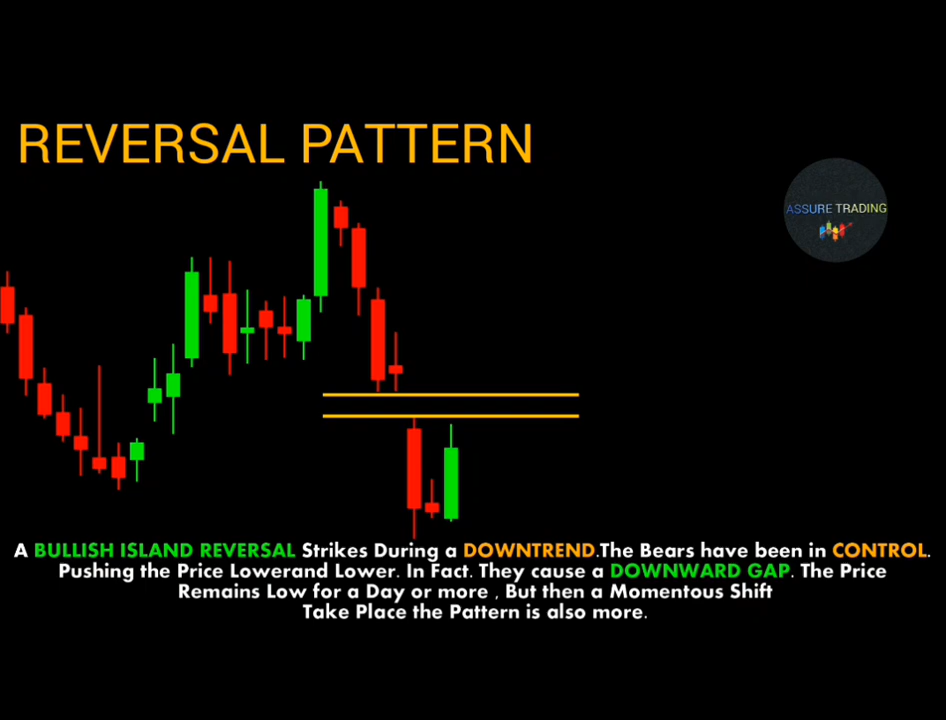 REVERSAL PATTERN
ASSURE TRADING
A BULLISH ISLAND REVERSAL Strikes During a DOWNTREND.The Bears have been in CONTROL.
Pushing the Price Lowerand Lower. In Fact. They cause a DOWNWARD GAP. The Price
Remains Low for a Day or more , But then a Momentous Shift
Take Place the Pattern is also more.